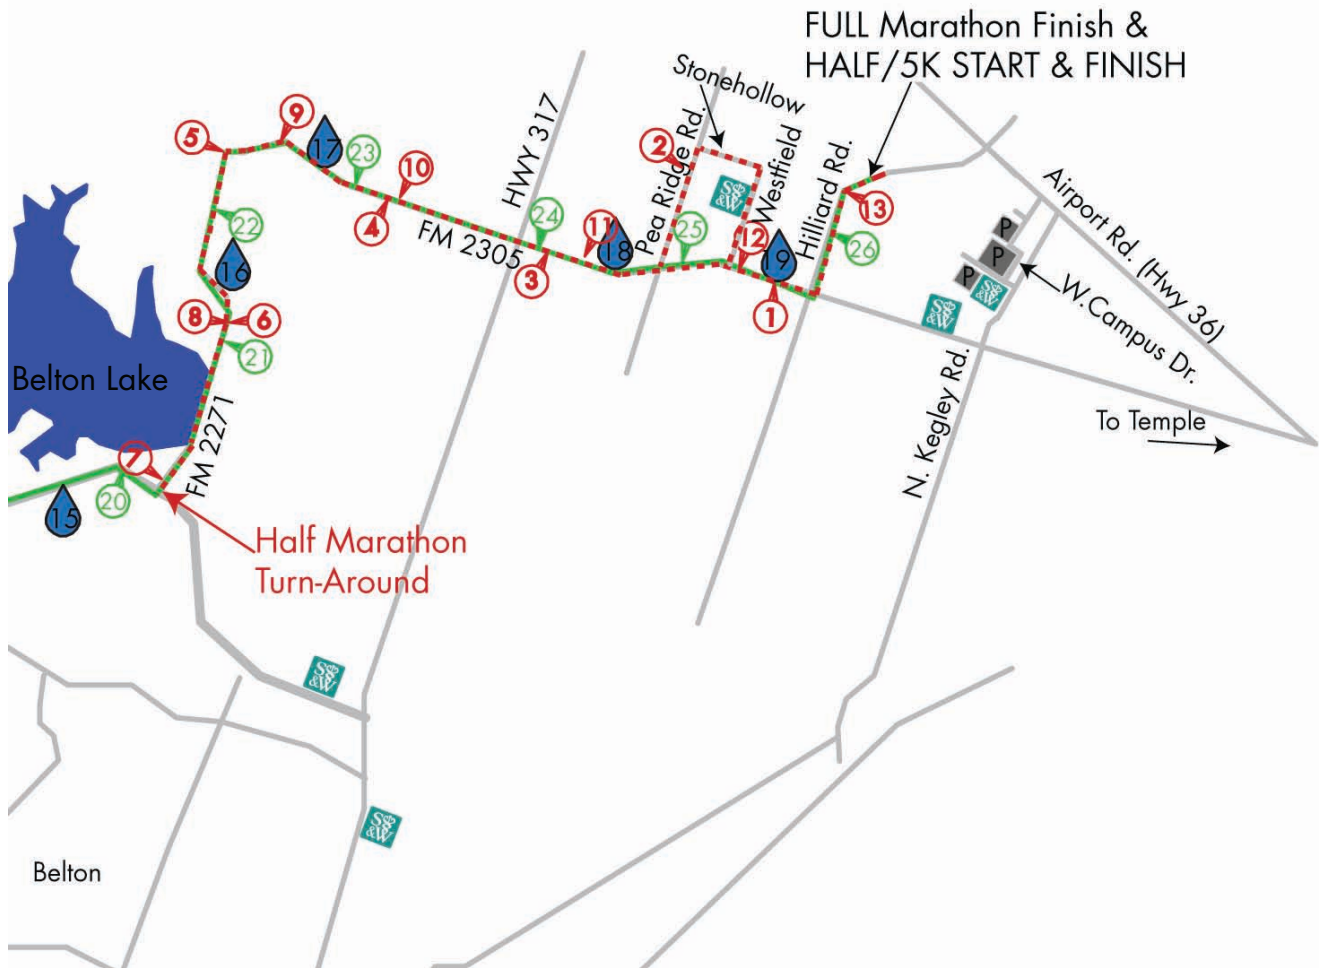 FULL Marathon Finish &
HALF/5K START & FINISH
Stonehollow
HWY 317
Pea Ridge Rd.
Westfield
Hilliard Rd.
Airport Rd. (Hwy 36)
W. Campus Dr.
N. Kegley Rd.
To Temple
FM 2305
FM 2271
Belton Lake
Half Marathon
Turn-Around
Belton
9
5
17
23
10
2
4
24
11
18
3
25
12
19
1
13
26
22
16
8
6
21
7
20
15
P
P
P
S&W
S&W
S&W
S&W
S&W